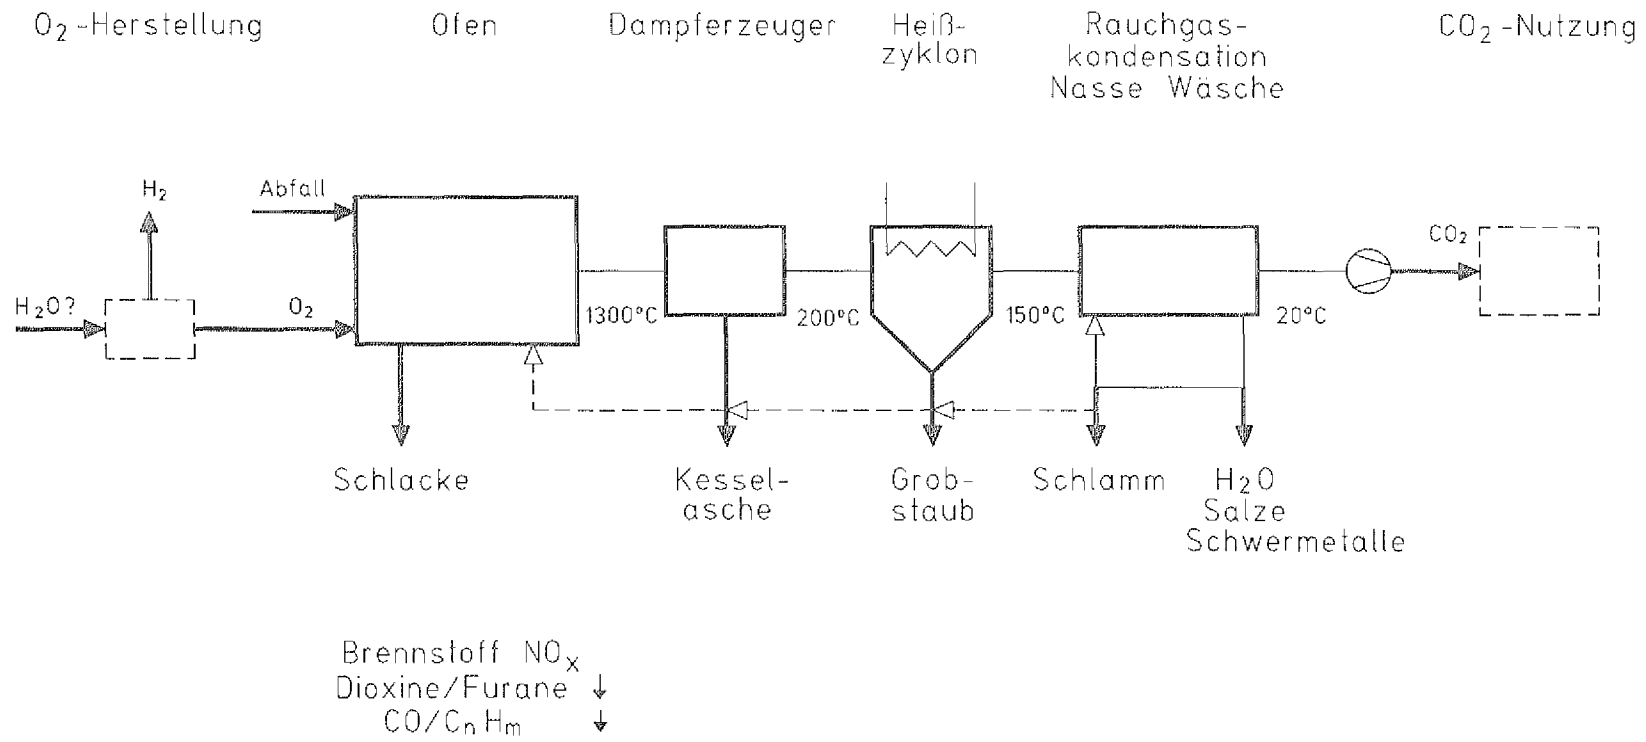 O₂-Herstellung
Ofen
Dampferzeuger
Heiß-
zyklon
Rauchgas-
kondensation
Nasse Wäsche
CO₂-Nutzung
H₂
Abfall
CO₂
H₂O?
O₂
1300°C
200°C
150°C
20°C
Schlacke
Kessel-
asche
Grob-
staub
Schlamm
H₂O
Salze
Schwermetalle
Brennstoff NOₓ
Dioxine/Furane ↓
CO/CₙHₘ ↓